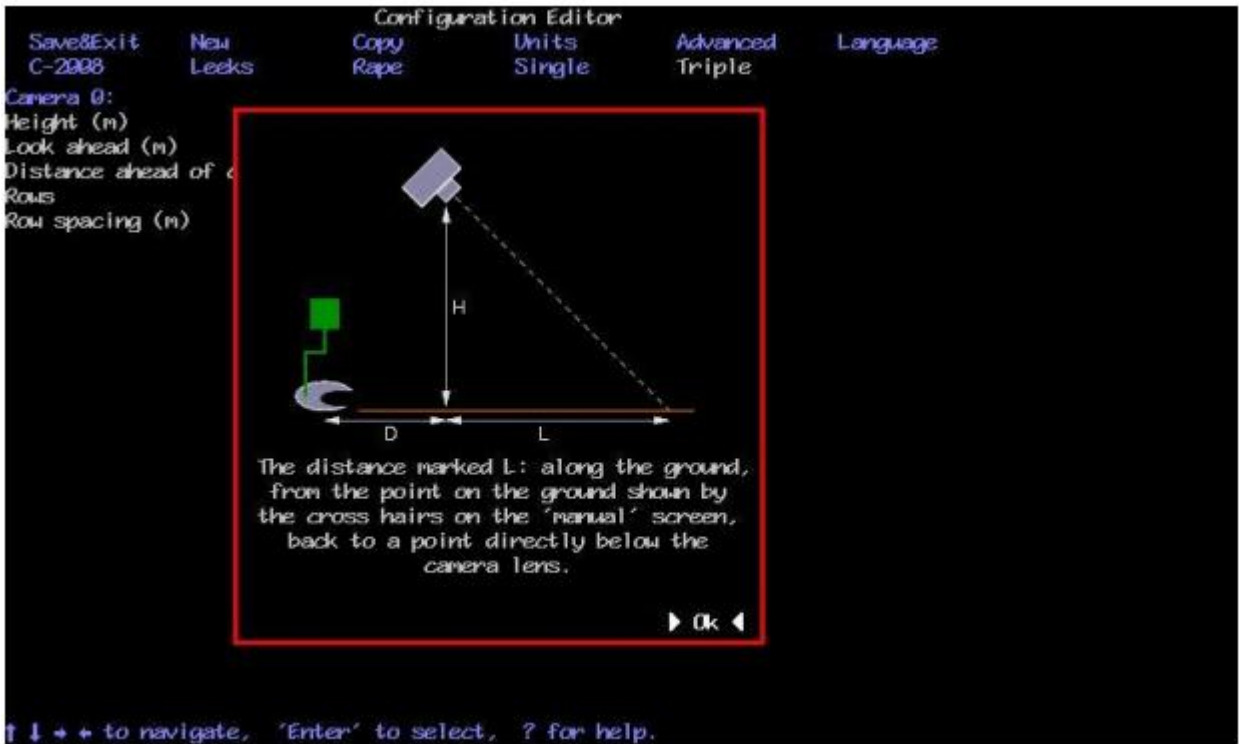 Configuration Editor
Save&Exit New Copy Units Advanced Language
C-2008 Leeks Rape Single Triple
Camera 0:
Height (m)
Look ahead (m)
Distance ahead of
Rows
Row spacing (m)
H
D L
The distance marked L: along the ground,
from the point on the ground shown by
the cross hairs on the 'manual' screen,
back to a point directly below the
camera lens.
Ok
↑ ↓ → ← to navigate, 'Enter' to select, ? for help.